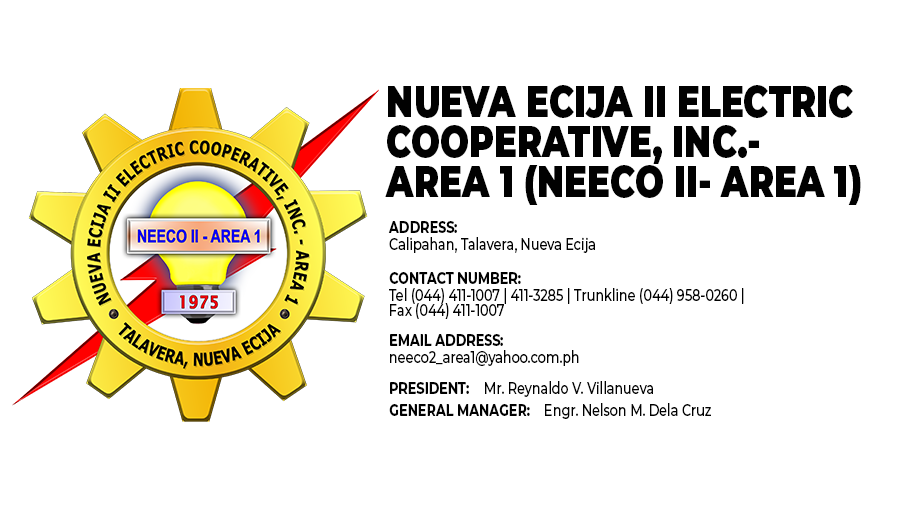 NUEVA ECIJA II ELECTRIC COOPERATIVE, INC. - AREA 1
NEECO II - AREA 1
1975
TALAVERA, NUEVA ECIJA
NUEVA ECIJA II ELECTRIC
COOPERATIVE, INC.-
AREA 1 (NEECO II- AREA 1)
ADDRESS:
Calipahan, Talavera, Nueva Ecija
CONTACT NUMBER:
Tel (044) 411-1007 | 411-3285 | Trunkline (044) 958-0260 |
Fax (044) 411-1007
EMAIL ADDRESS:
neeco2_area1@yahoo.com.ph
PRESIDENT: Mr. Reynaldo V. Villanueva
GENERAL MANAGER: Engr. Nelson M. Dela Cruz